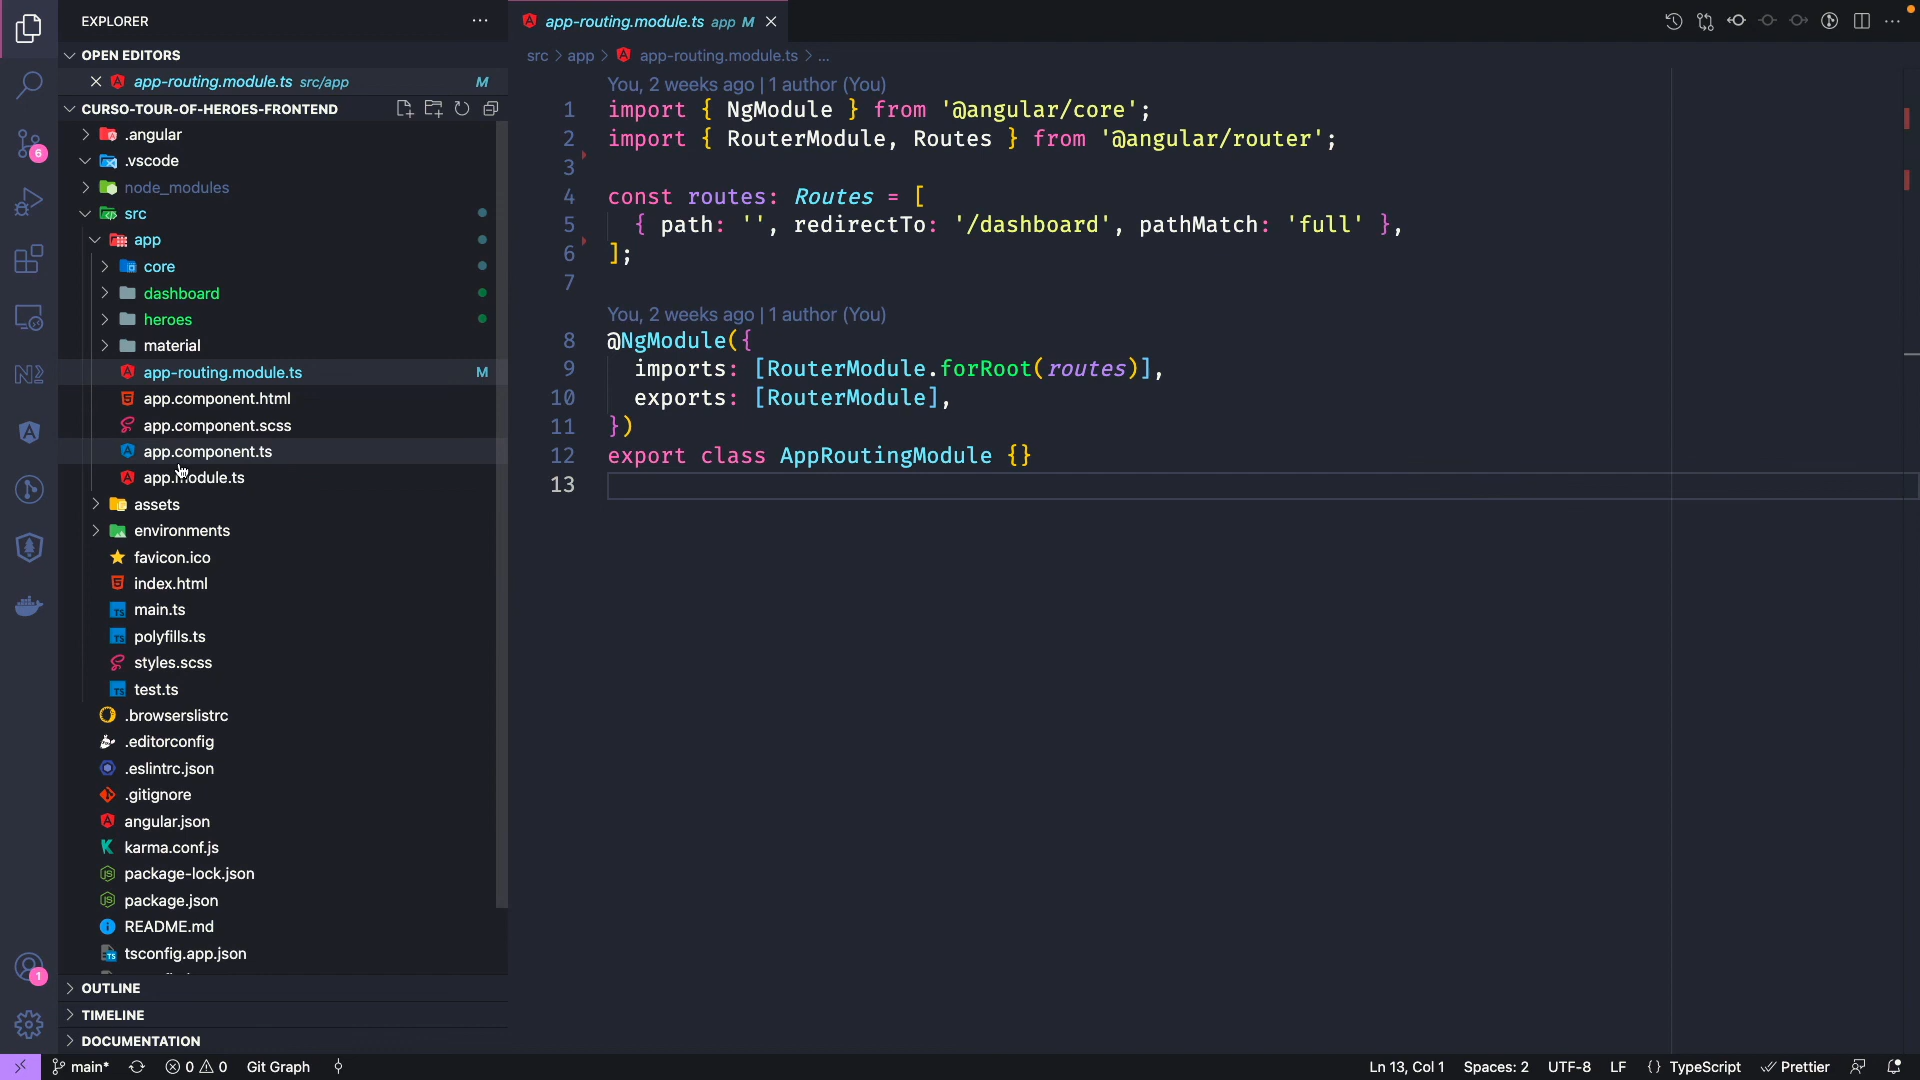 EXPLORER
OPEN EDITORS
app-routing.module.ts src/app M
CURSO-TOUR-OF-HEROES-FRONTEND
.angular
.vscode
node_modules
src
app
core
dashboard
heroes
material
app-routing.module.ts M
app.component.html
app.component.scss
app.component.ts
app.module.ts
assets
environments
favicon.ico
index.html
main.ts
polyfills.ts
styles.scss
test.ts
.browserslistrc
.editorconfig
.eslintrc.json
.gitignore
angular.json
karma.conf.js
package-lock.json
package.json
README.md
tsconfig.app.json
OUTLINE
TIMELINE
DOCUMENTATION
6
1
app-routing.module.ts app M
src > app > app-routing.module.ts > ...
You, 2 weeks ago | 1 author (You)
1 import { NgModule } from '@angular/core';
2 import { RouterModule, Routes } from '@angular/router';
3
4 const routes: Routes = [
5 { path: '', redirectTo: '/dashboard', pathMatch: 'full' },
6 ];
7
You, 2 weeks ago | 1 author (You)
8 @NgModule({
9 imports: [RouterModule.forRoot(routes)],
10 exports: [RouterModule],
11 })
12 export class AppRoutingModule {}
13
main* 0 0 Git Graph
Ln 13, Col 1 Spaces: 2 UTF-8 LF {} TypeScript Prettier